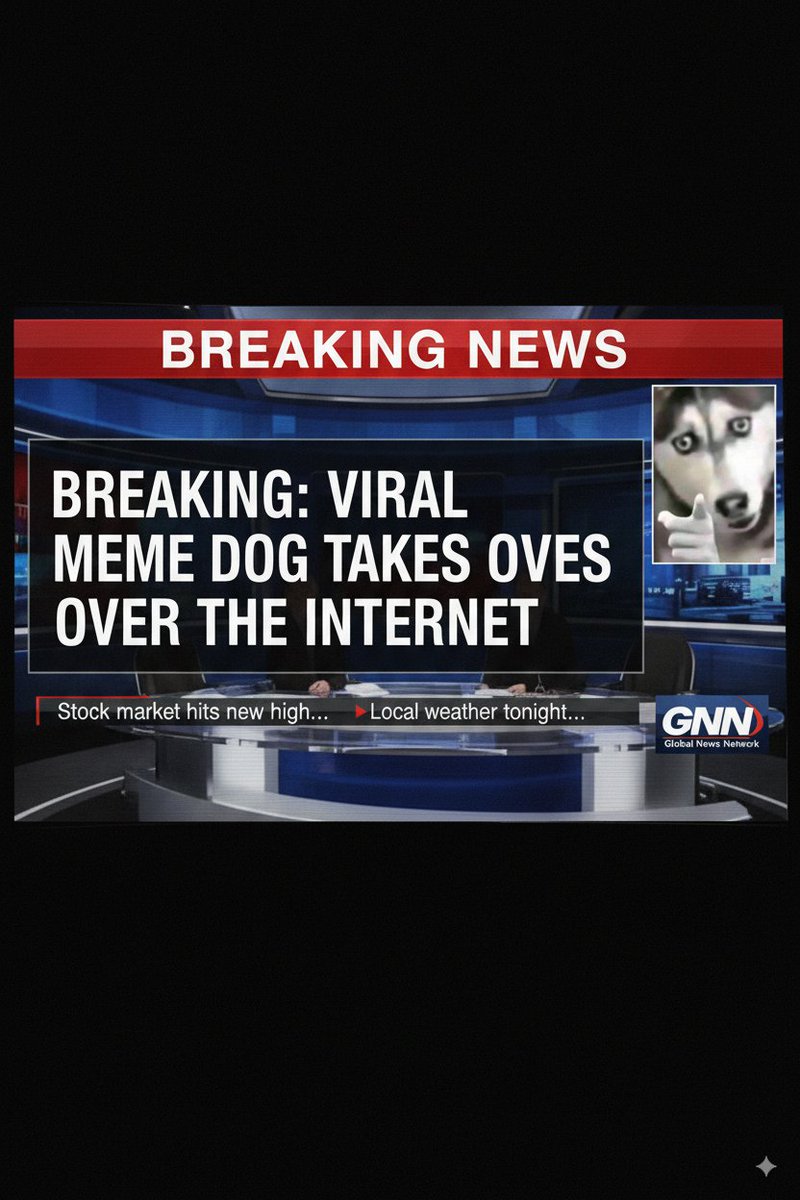 BREAKING NEWS
BREAKING: VIRAL
MEME DOG TAKES OVES
OVER THE INTERNET
Stock market hits new high... Local weather tonight...
GNN
Global News Network